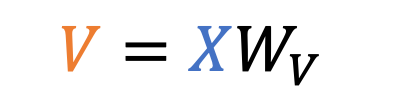 V = XW_V